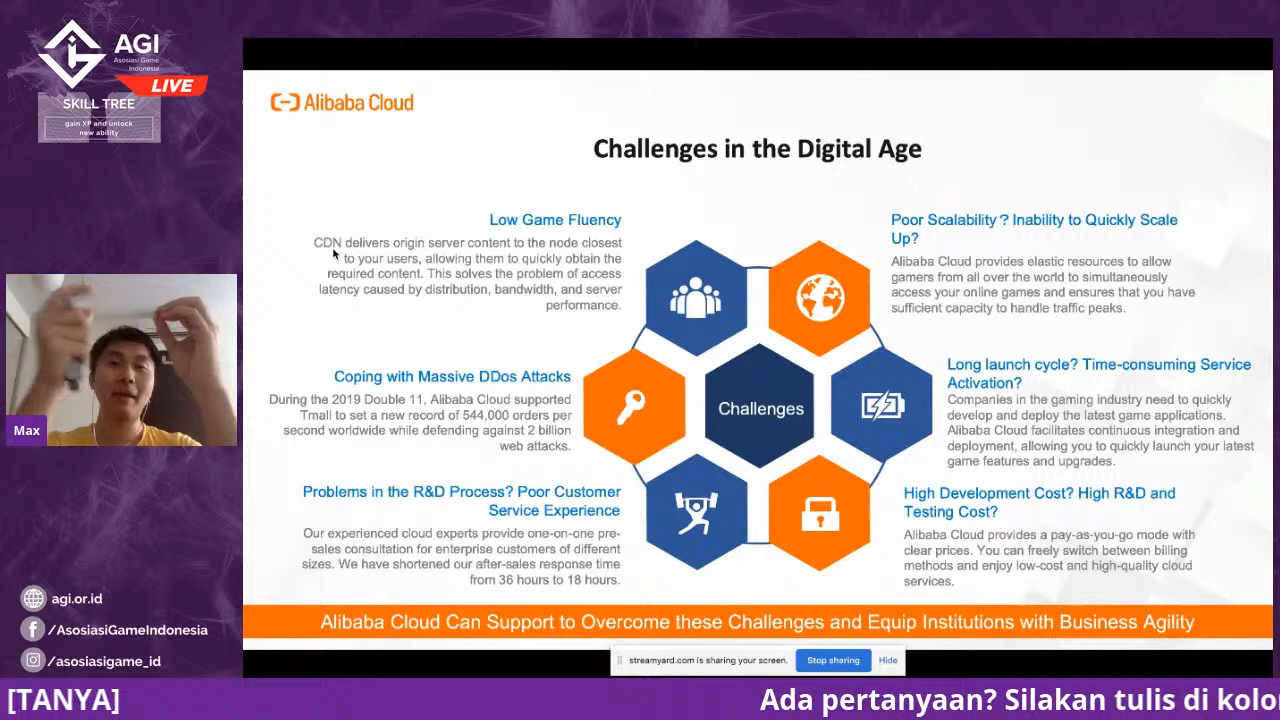 AGI
Asosiasi Game
Indonesia
LIVE
SKILL TREE
gain XP and unlock
new ability
Alibaba Cloud
Challenges in the Digital Age
Low Game Fluency
CDN delivers origin server content to the node closest
to your users, allowing them to quickly obtain the
required content. This solves the problem of access
latency caused by distribution, bandwidth, and server
performance.
Coping with Massive DDos Attacks
During the 2019 Double 11, Alibaba Cloud supported
Tmall to set a new record of 544,000 orders per
second worldwide while defending against 2 billion
web attacks.
Problems in the R&D Process? Poor Customer
Service Experience
Our experienced cloud experts provide one-on-one pre-
sales consultation for enterprise customers of different
sizes. We have shortened our after-sales response time
from 36 hours to 18 hours.
Challenges
Poor Scalability? Inability to Quickly Scale
Up?
Alibaba Cloud provides elastic resources to allow
gamers from all over the world to simultaneously
access your online games and ensures that you have
sufficient capacity to handle traffic peaks.
Long launch cycle? Time-consuming Service
Activation?
Companies in the gaming industry need to quickly
develop and deploy the latest game applications.
Alibaba Cloud facilitates continuous integration and
deployment, allowing you to quickly launch your latest
game features and upgrades.
High Development Cost? High R&D and
Testing Cost?
Alibaba Cloud provides a pay-as-you-go mode with
clear prices. You can freely switch between billing
methods and enjoy low-cost and high-quality cloud
services.
Alibaba Cloud Can Support to Overcome these Challenges and Equip Institutions with Business Agility
streamyard.com is sharing your screen.
Stop sharing
Hide
Max
agi.or.id
/AsosiasiGameIndonesia
/asosiasigame_id
[TANYA]
Ada pertanyaan? Silakan tulis di kolo